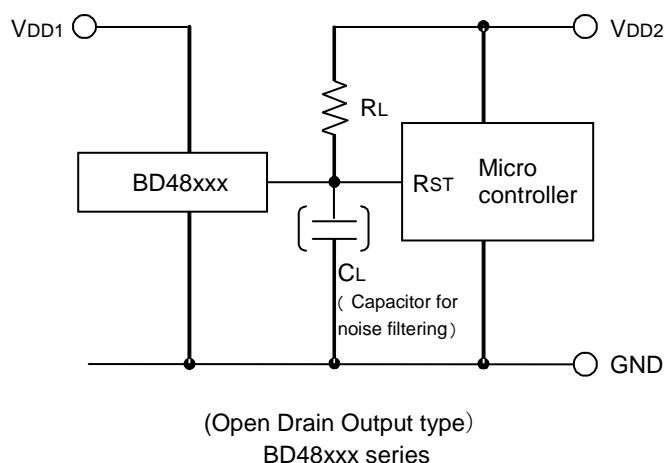 VDD1
VDD2
RL
BD48xxx
RST
Micro
controller
CL
( Capacitor for
noise filtering )
GND
(Open Drain Output type）
BD48xxx series